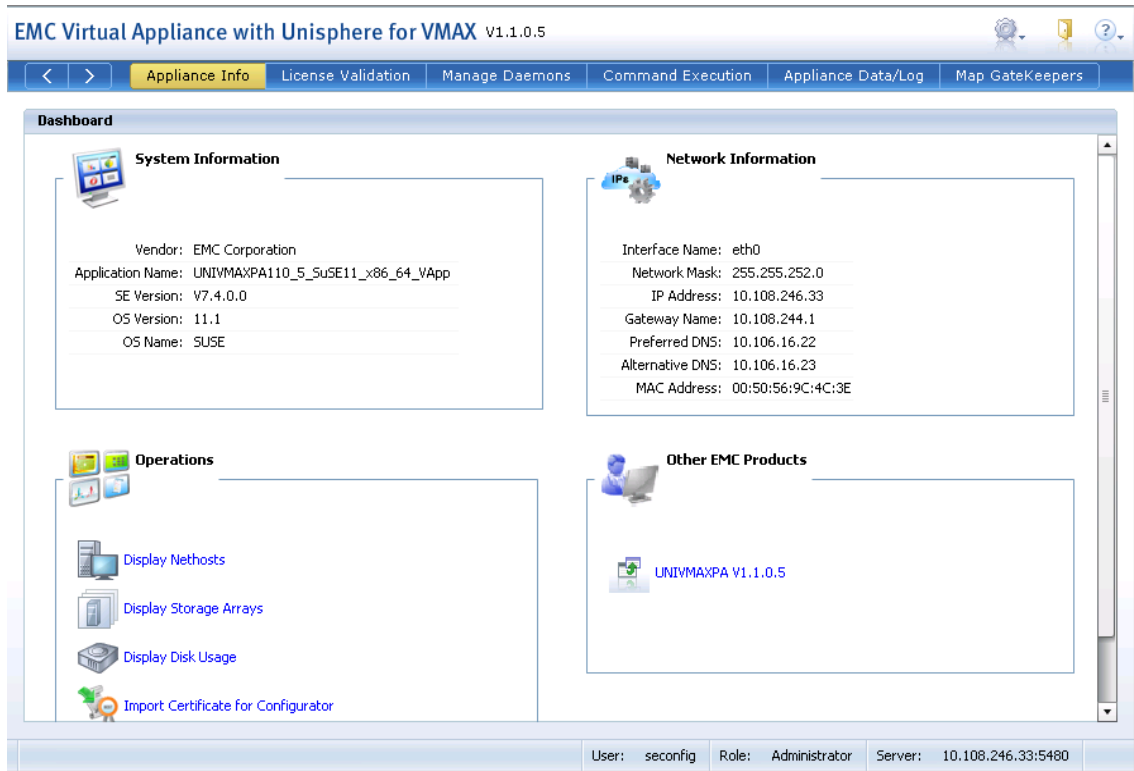 EMC Virtual Appliance with Unisphere for VMAX V1.1.0.5
Appliance Info License Validation Manage Daemons Command Execution Appliance Data/Log Map GateKeepers
Dashboard
System Information
Vendor: EMC Corporation
Application Name: UNIVMAXPA110_5_SuSE11_x86_64_VApp
SE Version: V7.4.0.0
OS Version: 11.1
OS Name: SUSE
Network Information
IPs
Interface Name: eth0
Network Mask: 255.255.252.0
IP Address: 10.108.246.33
Gateway Name: 10.108.244.1
Preferred DNS: 10.106.16.22
Alternative DNS: 10.106.16.23
MAC Address: 00:50:56:9C:4C:3E
Operations
Display Nethosts
Display Storage Arrays
Display Disk Usage
Import Certificate for Configurator
Other EMC Products
UNIVMAXPA V1.1.0.5
User: seconfig Role: Administrator Server: 10.108.246.33:5480